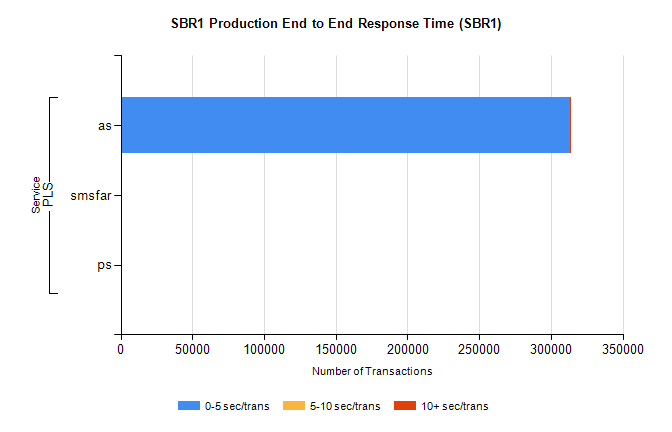 SBR1 Production End to End Response Time (SBR1)
Service
PLS
as
smsfar
ps
0 50000 100000 150000 200000 250000 300000 350000
Number of Transactions
0-5 sec/trans 5-10 sec/trans 10+ sec/trans